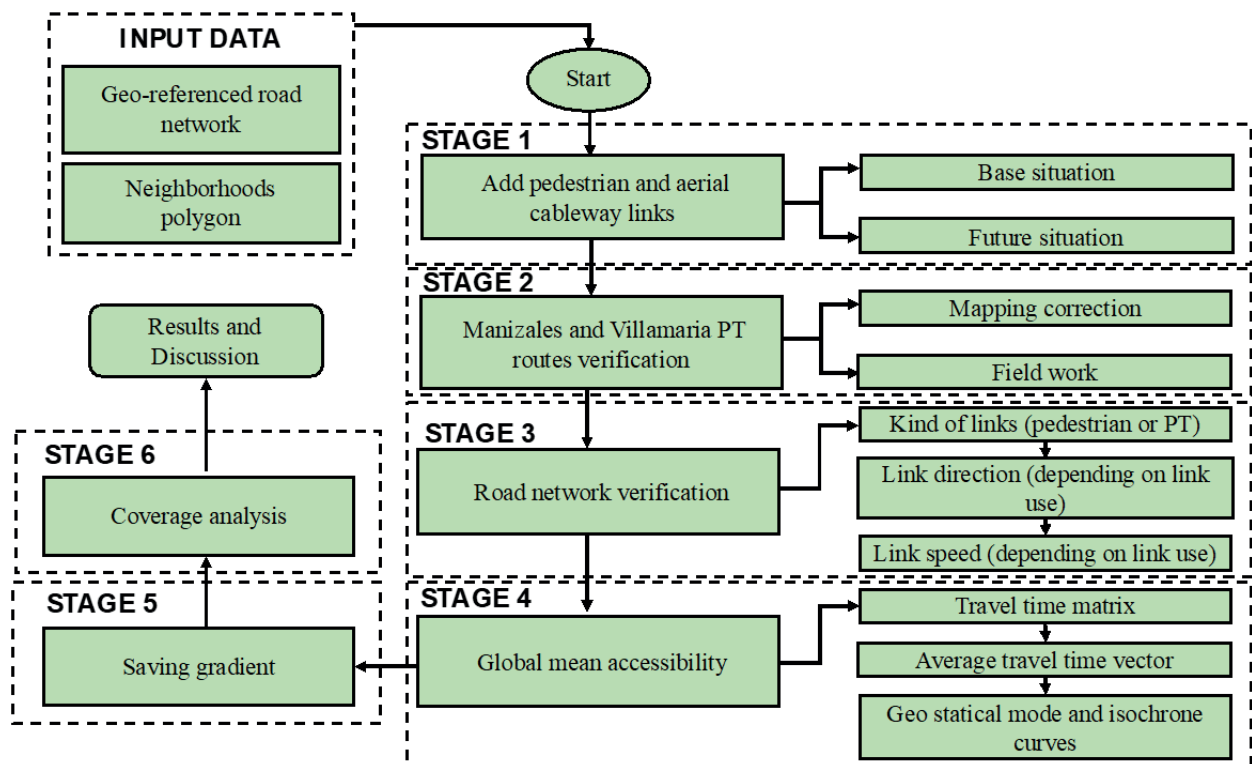 INPUT DATA
Geo-referenced road
network
Neighborhoods
polygon
Start
STAGE 1
Add pedestrian and aerial
cableway links
Base situation
Future situation
STAGE 2
Manizales and Villamaria PT
routes verification
Mapping correction
Field work
STAGE 3
Road network verification
Kind of links (pedestrian or PT)
Link direction (depending on link
use)
Link speed (depending on link use)
STAGE 4
Global mean accessibility
Travel time matrix
Average travel time vector
Geo statical mode and isochrone
curves
STAGE 5
Saving gradient
STAGE 6
Coverage analysis
Results and
Discussion